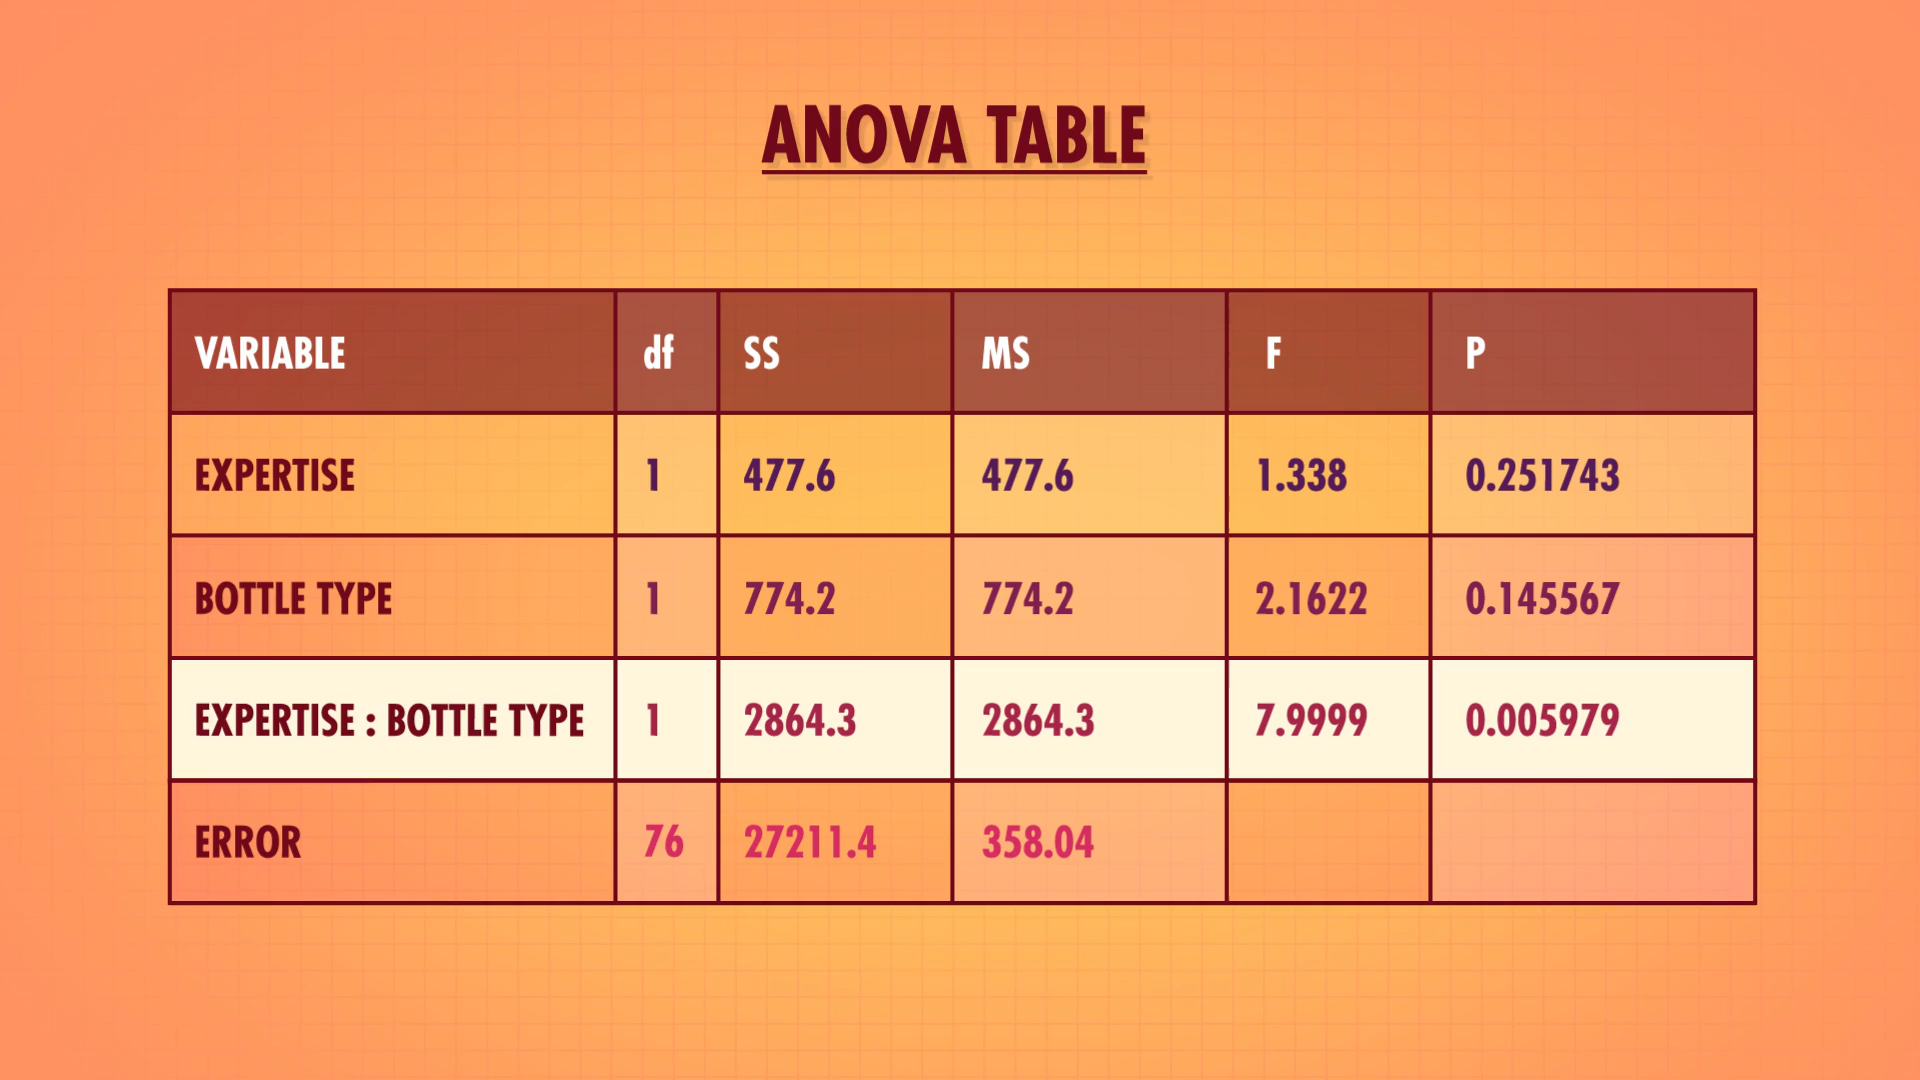 ANOVA TABLE
VARIABLE df SS MS F P
EXPERTISE 1 477.6 477.6 1.338 0.251743
BOTTLE TYPE 1 774.2 774.2 2.1622 0.145567
EXPERTISE : BOTTLE TYPE 1 2864.3 2864.3 7.9999 0.005979
ERROR 76 27211.4 358.04